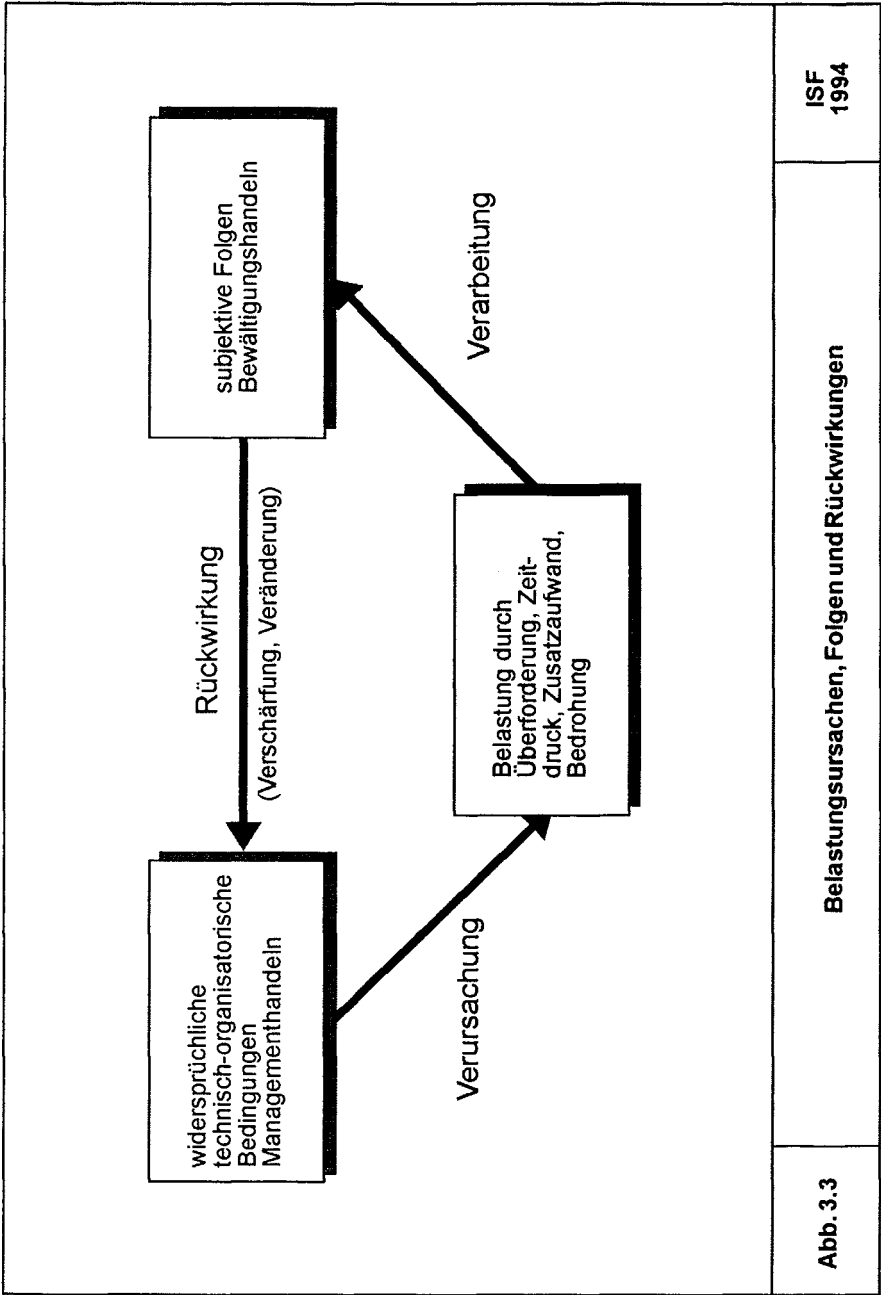 widersprüchliche
technisch-organisatorische
Bedingungen
Managementhandeln
Rückwirkung
(Verschärfung, Veränderung)
subjektive Folgen
Bewältigungshandeln
Verursachung
Belastung durch
Überforderung, Zeit-
druck, Zusatzaufwand,
Bedrohung
Verarbeitung
Abb. 3.3
Belastungsursachen, Folgen und Rückwirkungen
ISF
1994